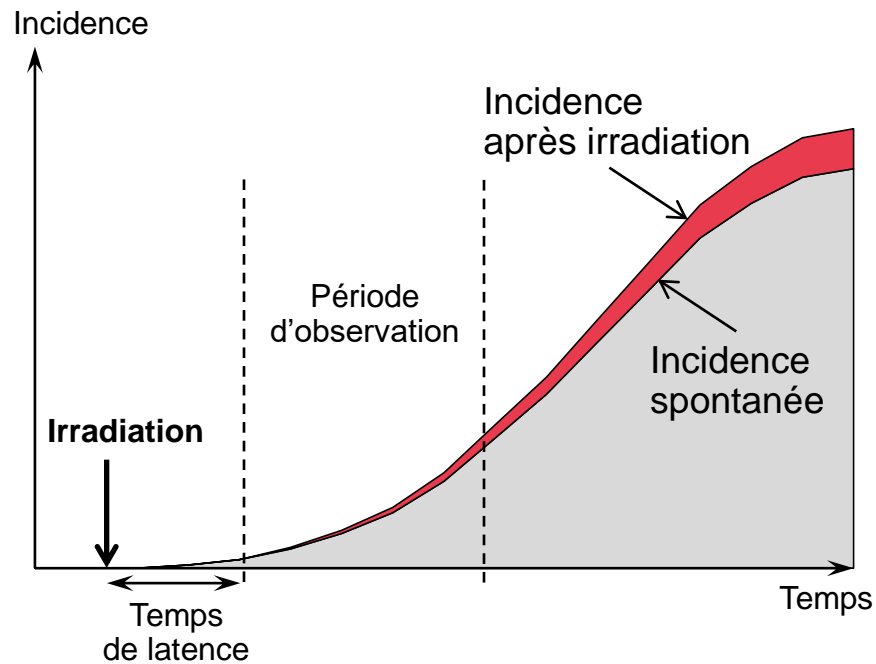 Incidence
Incidence
après irradiation
Période
d’observation
Incidence
spontanée
Irradiation
Temps
Temps
de latence